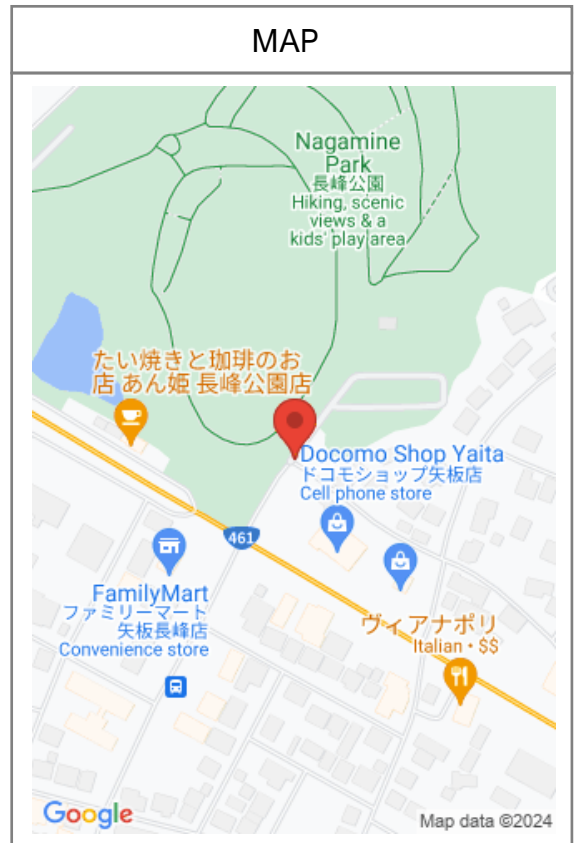 MAP
Nagamine
Park
長峰公園
Hiking, scenic
views & a
kids' play area
たい焼きと珈琲のお
店 あん姫 長峰公園店
Docomo Shop Yaita
ドコモショップ矢板店
Cell phone store
461
FamilyMart
ファミリーマート
矢板長峰店
Convenience store
ヴィアナポリ
Italian • $$
Google
Map data ©2024